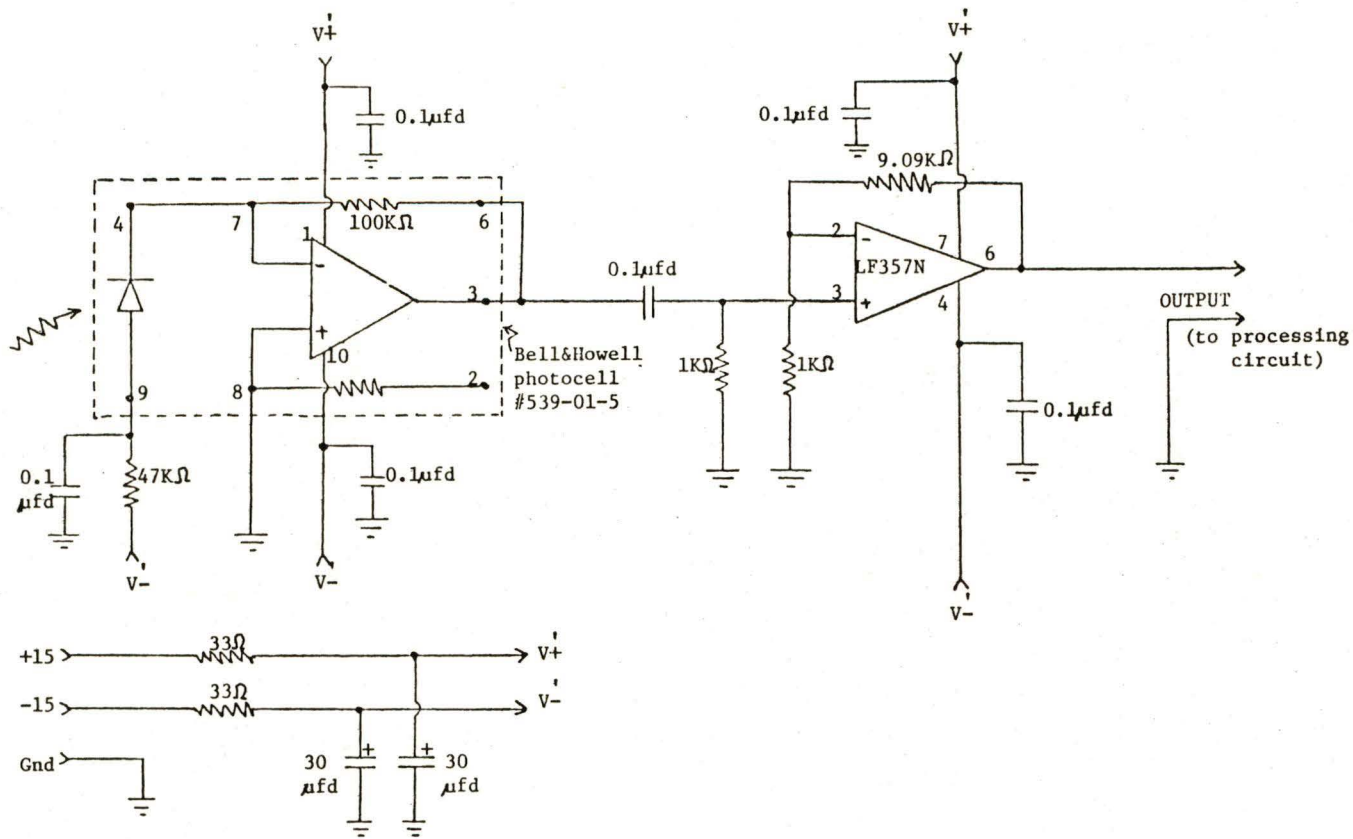 V+'
0.1µfd
4
7
100KΩ
6
1
-
+
3
10
8
2
9
Bell&Howell
photocell
#539-01-5
0.1
µfd
47KΩ
V-'
0.1µfd
V-'
0.1µfd
1KΩ
1KΩ
V+'
0.1µfd
9.09KΩ
2
-
7
6
LF357N
3
+
4
OUTPUT
(to processing
circuit)
0.1µfd
V-'
+15
33Ω
V+'
-15
33Ω
V-'
Gnd
30
µfd
+
+
30
µfd